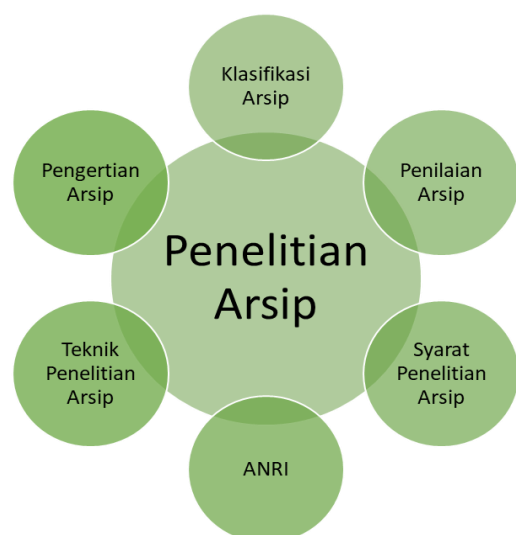 Klasifikasi
Arsip
Pengertian
Arsip
Penilaian
Arsip
Penelitian
Arsip
Teknik
Penelitian
Arsip
Syarat
Penelitian
Arsip
ANRI